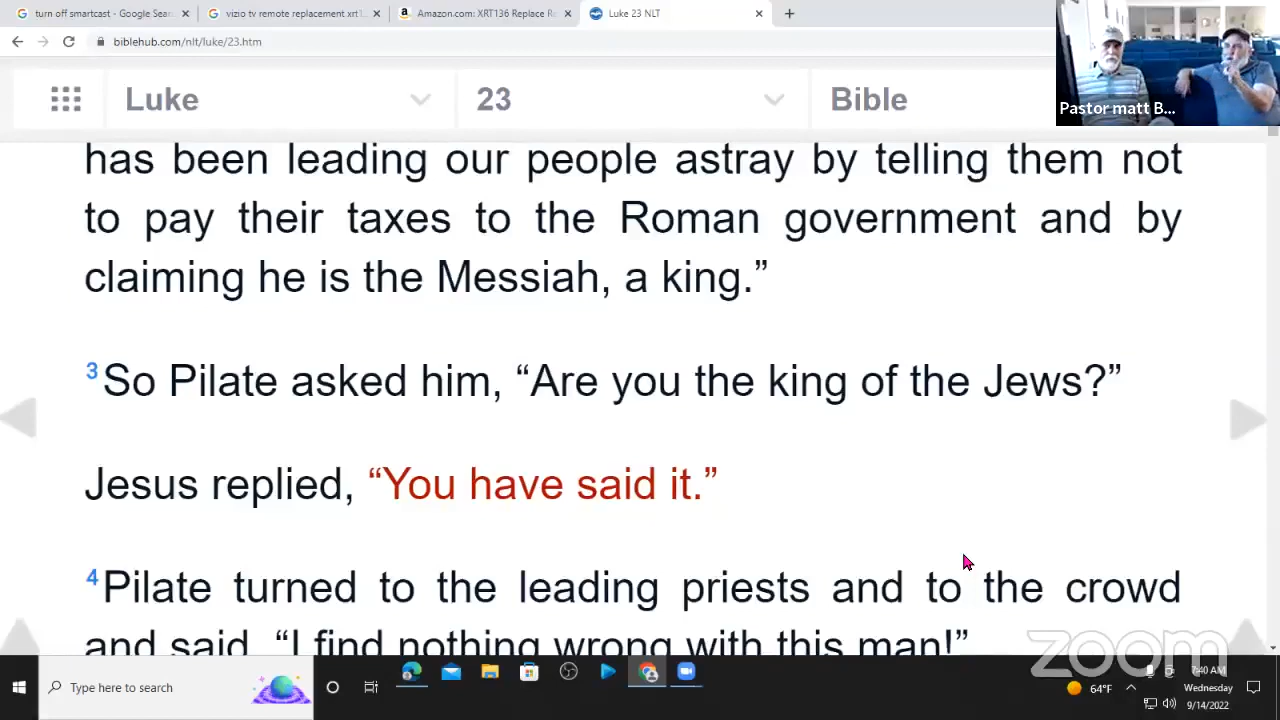 turn off smartcast - Google Sear
vizio tv remote replacement xrt1
Amazon.com: XRT136 Replace Re
Luke 23 NLT
biblehub.com/nlt/luke/23.htm
Luke
23
Bible
Pastor matt B...
has been leading our people astray by telling them not
to pay their taxes to the Roman government and by
claiming he is the Messiah, a king.”
3 So Pilate asked him, “Are you the king of the Jews?”
Jesus replied, “You have said it.”
4 Pilate turned to the leading priests and to the crowd
and said, “I find nothing wrong with this man!”
zoom
Type here to search
64°F
7:40 AM
Wednesday
9/14/2022